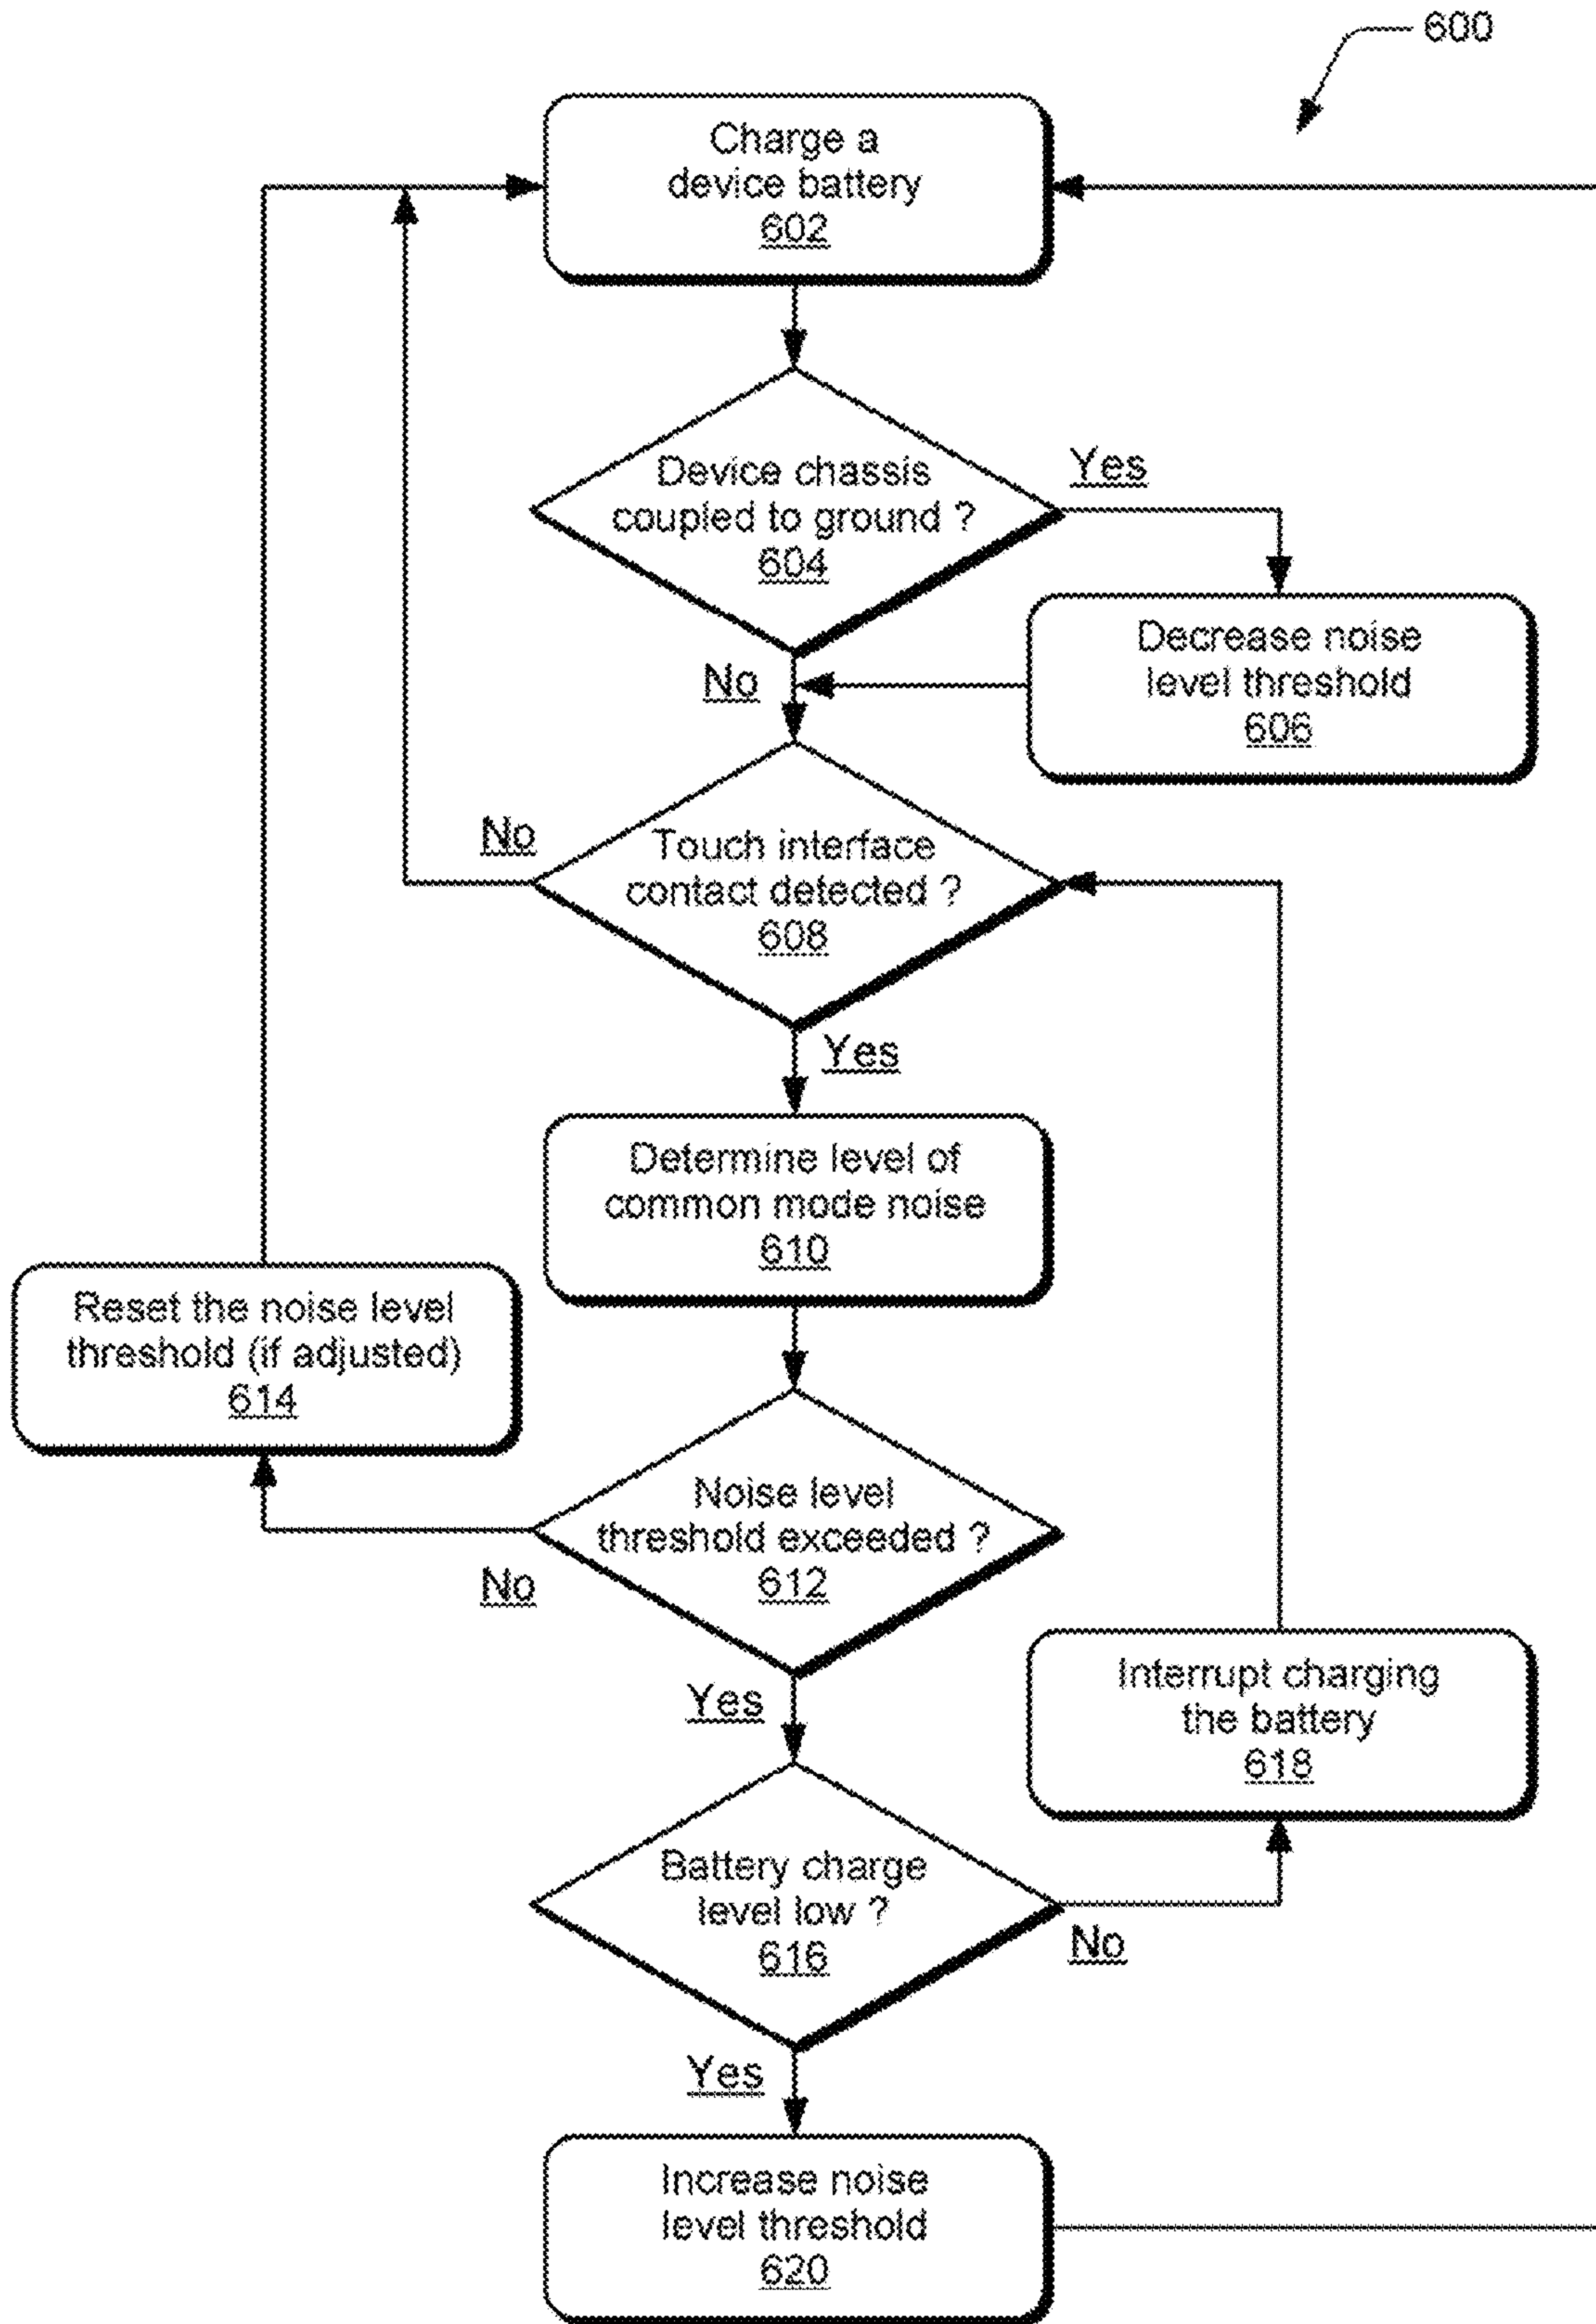 600
Charge a
device battery
602
Device chassis
coupled to ground ?
604
Yes
No
Decrease noise
level threshold
606
No
Touch interface
contact detected ?
608
Yes
Determine level of
common mode noise
610
Reset the noise level
threshold (if adjusted)
614
Noise level
threshold exceeded ?
612
No
Yes
Interrupt charging
the battery
618
Battery charge
level low ?
616
No
Yes
Increase noise
level threshold
620